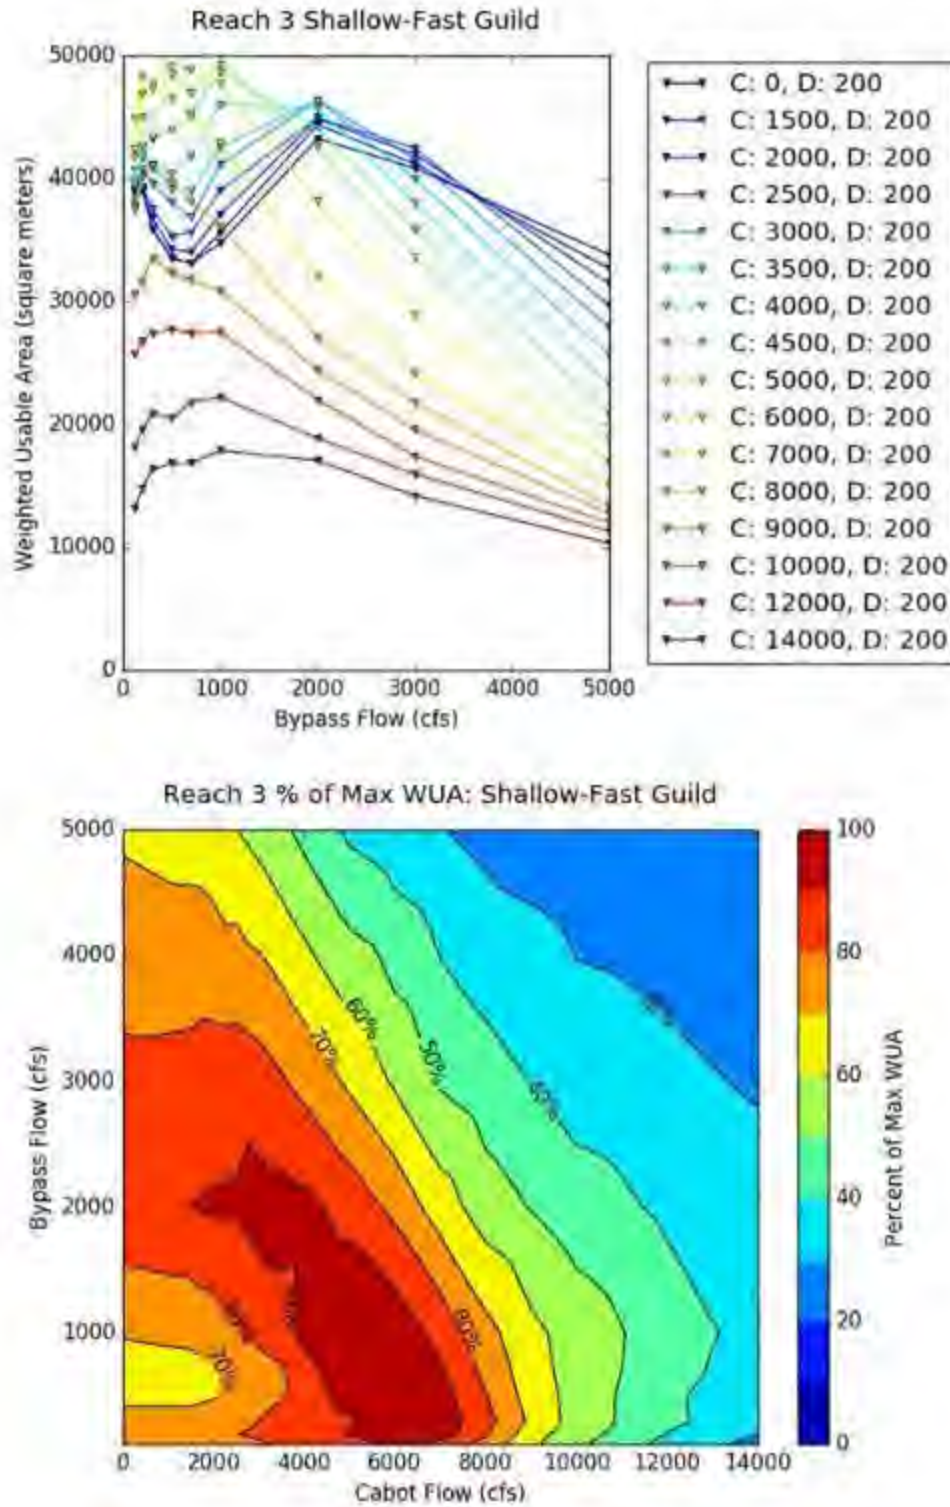 Reach 3 Shallow-Fast Guild
50000
40000
30000
20000
10000
0
Weighted Usable Area (square meters)
0 1000 2000 3000 4000 5000
Bypass Flow (cfs)
C: 0, D: 200
C: 1500, D: 200
C: 2000, D: 200
C: 2500, D: 200
C: 3000, D: 200
C: 3500, D: 200
C: 4000, D: 200
C: 4500, D: 200
C: 5000, D: 200
C: 6000, D: 200
C: 7000, D: 200
C: 8000, D: 200
C: 9000, D: 200
C: 10000, D: 200
C: 12000, D: 200
C: 14000, D: 200
Reach 3 % of Max WUA: Shallow-Fast Guild
5000
4000
3000
2000
1000
Bypass Flow (cfs)
60%
70%
50%
40%
80%
70%
0 2000 4000 6000 8000 10000 12000 14000
Cabot Flow (cfs)
100
80
60
40
20
0
Percent of Max WUA